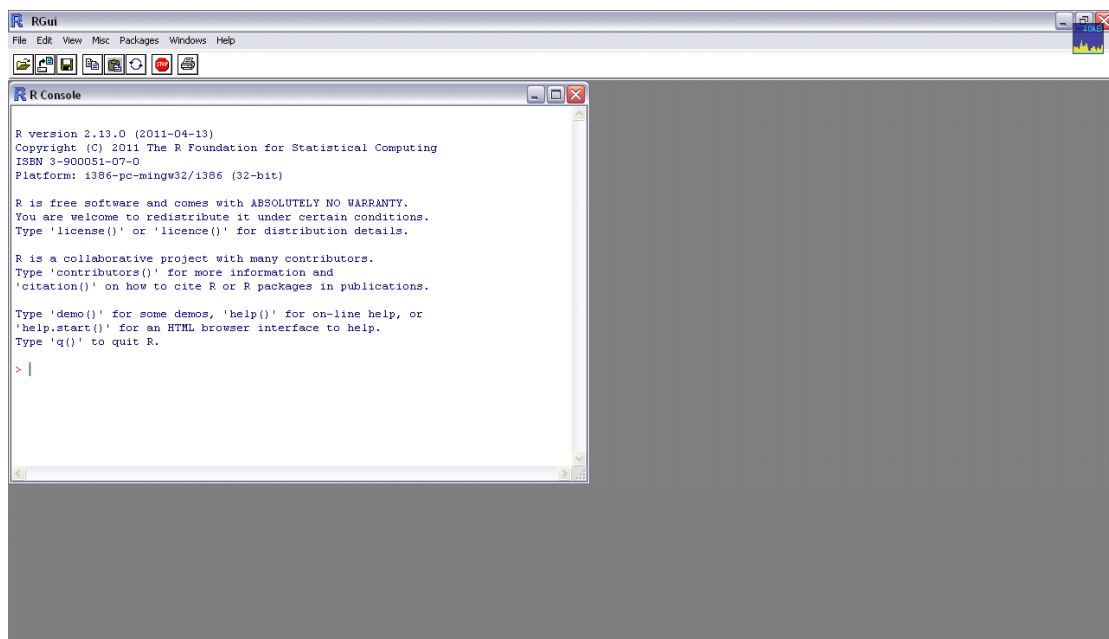 RGui
File Edit View Misc Packages Windows Help
40kB
STOP
R Console
R version 2.13.0 (2011-04-13)
Copyright (C) 2011 The R Foundation for Statistical Computing
ISBN 3-900051-07-0
Platform: i386-pc-mingw32/i386 (32-bit)
R is free software and comes with ABSOLUTELY NO WARRANTY.
You are welcome to redistribute it under certain conditions.
Type 'license()' or 'licence()' for distribution details.
R is a collaborative project with many contributors.
Type 'contributors()' for more information and
'citation()' on how to cite R or R packages in publications.
Type 'demo()' for some demos, 'help()' for on-line help, or
'help.start()' for an HTML browser interface to help.
Type 'q()' to quit R.
>